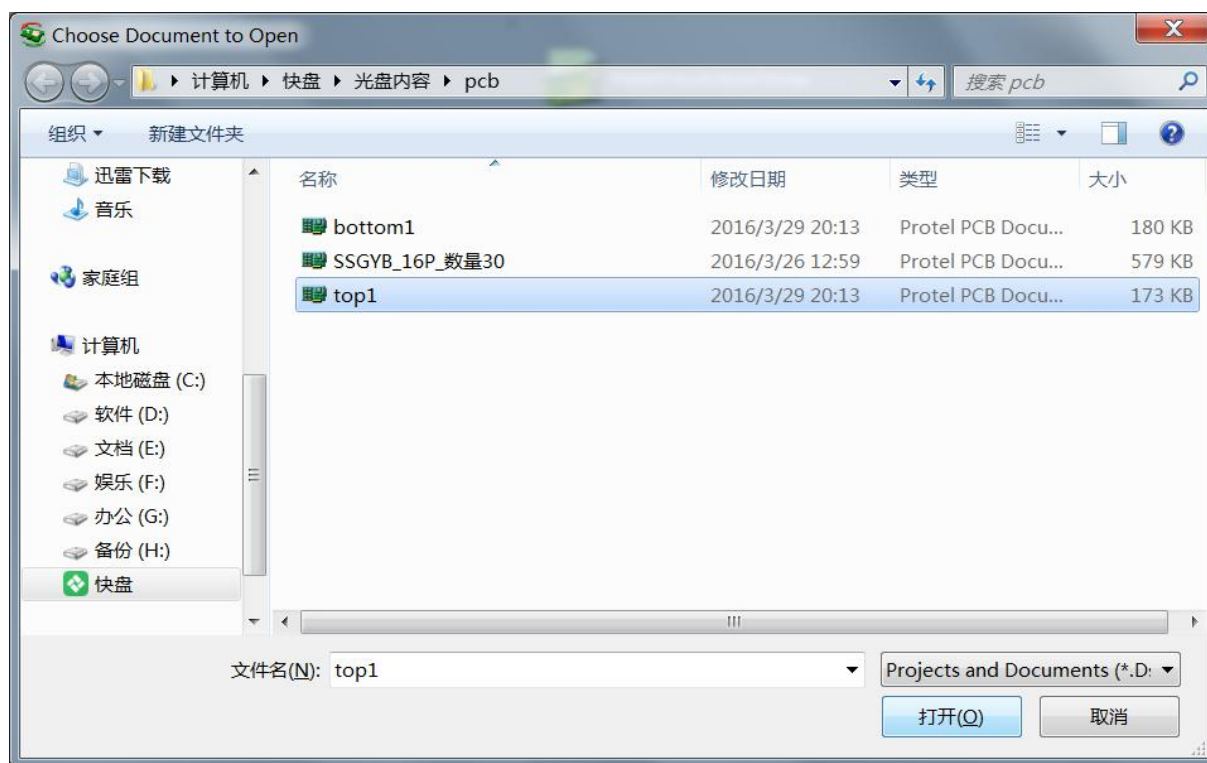 Choose Document to Open
计算机 快盘 光盘内容 pcb
搜索 pcb
组织 新建文件夹
迅雷下载
音乐
家庭组
计算机
本地磁盘 (C:)
软件 (D:)
文档 (E:)
娱乐 (F:)
办公 (G:)
备份 (H:)
快盘
名称 修改日期 类型 大小
bottom1 2016/3/29 20:13 Protel PCB Docu... 180 KB
SSGYB_16P_数量30 2016/3/26 12:59 Protel PCB Docu... 579 KB
top1 2016/3/29 20:13 Protel PCB Docu... 173 KB
文件名(N): top1 Projects and Documents (*.D
打开(O) 取消